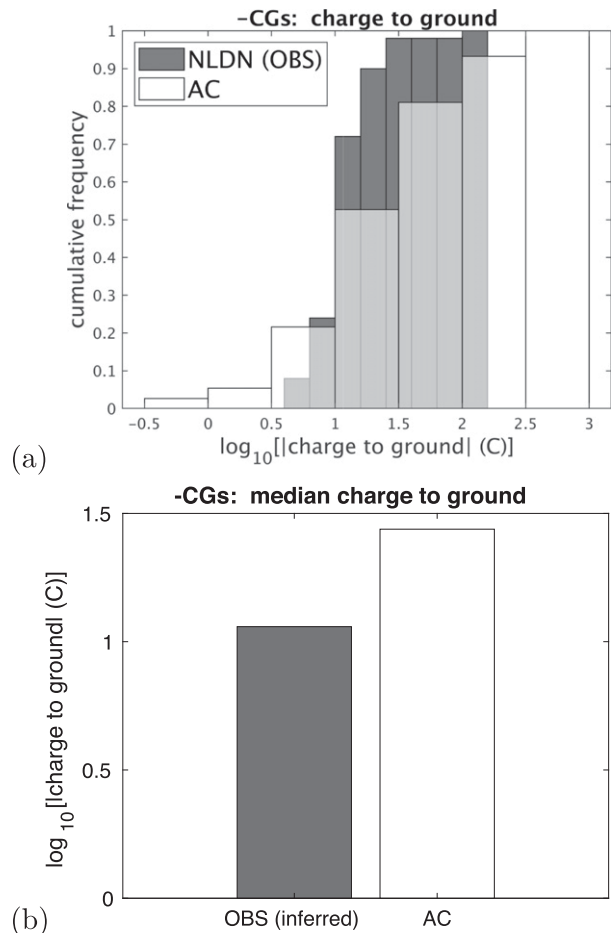 -CGs: charge to ground
NLDN (OBS)
AC
cumulative frequency
1
0.9
0.8
0.7
0.6
0.5
0.4
0.3
0.2
0.1
0
-0.5 0 0.5 1 1.5 2 2.5 3
log10[|charge to ground| (C)]
(a)
-CGs: median charge to ground
log10[|charge to ground| (C)]
1.5
1
0.5
0
OBS (inferred) AC
(b)